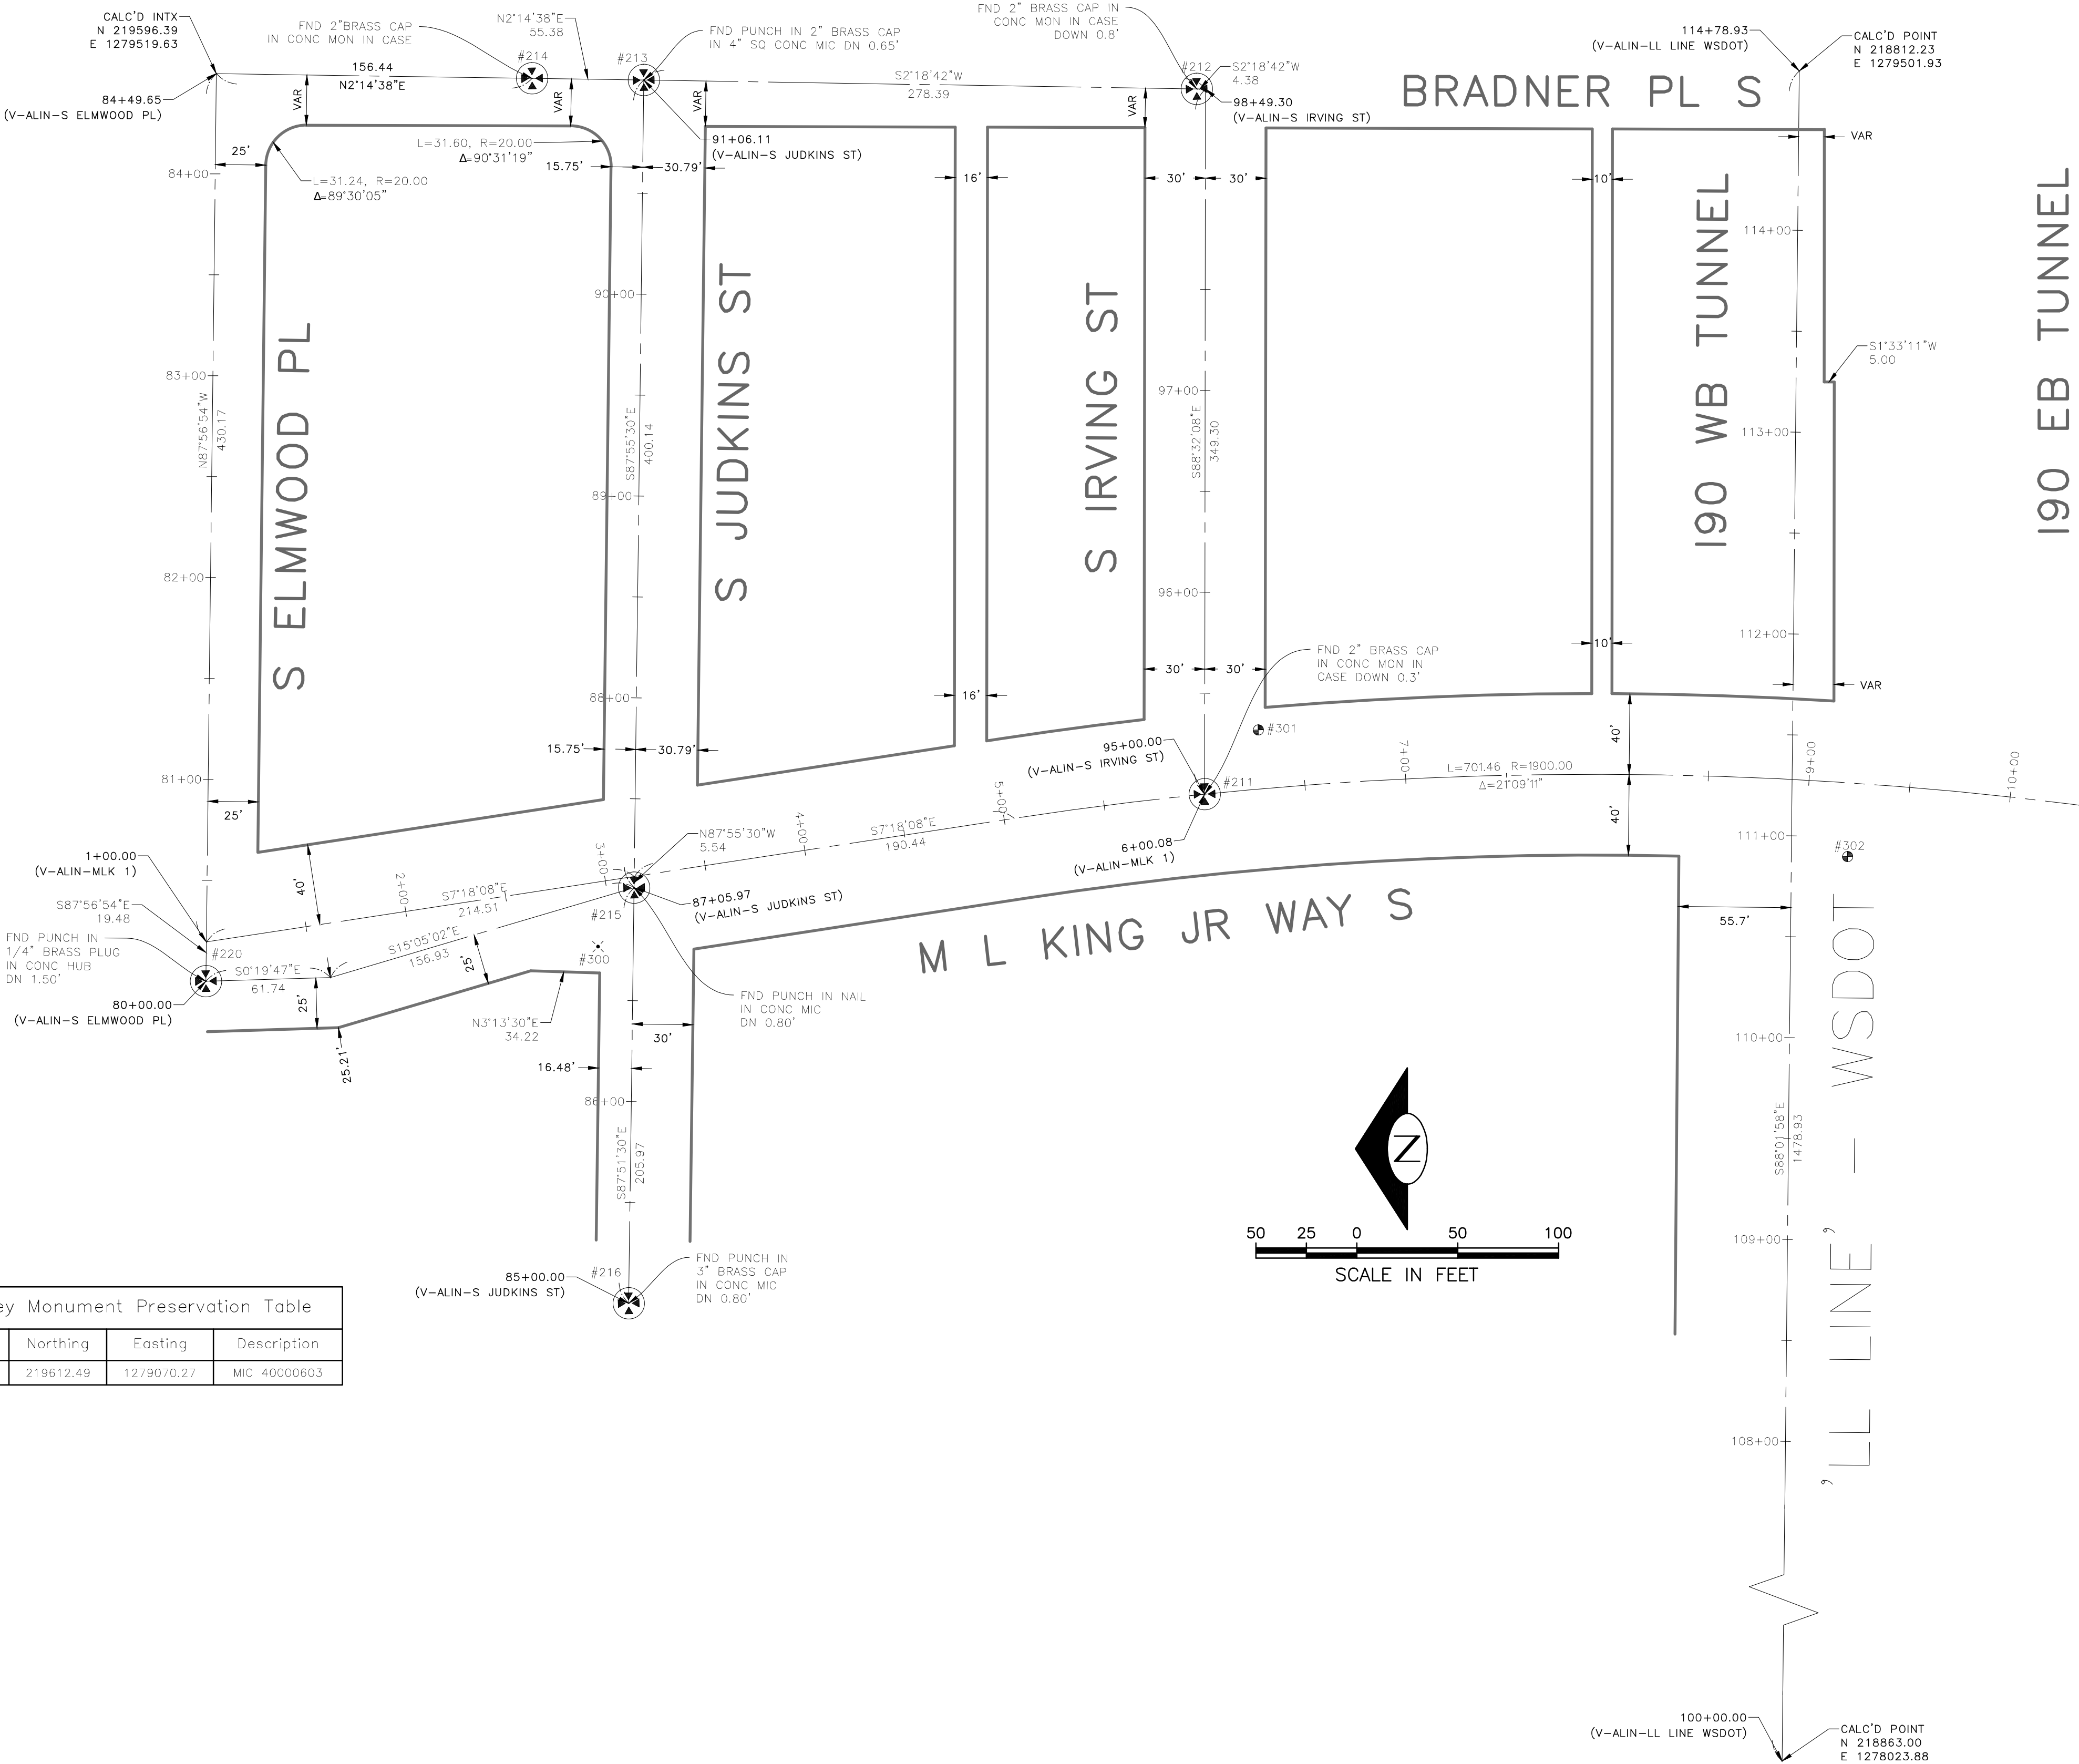 CALC'D INTX
N 219596.39
E 1279519.63
84+49.65
(V-ALIN-S ELMWOOD PL)
FND 2"BRASS CAP
IN CONC MON IN CASE
#214
156.44
N2°14'38"E
N2°14'38"E
55.38
#213
FND PUNCH IN 2" BRASS CAP
IN 4" SQ CONC MIC DN 0.65'
S2°18'42"W
278.39
FND 2" BRASS CAP IN
CONC MON IN CASE
DOWN 0.8'
#212
S2°18'42"W
4.38
98+49.30
(V-ALIN-S IRVING ST)
BRADNER PL S
114+78.93
(V-ALIN-LL LINE WSDOT)
CALC'D POINT
N 218812.23
E 1279501.93
VAR
VAR
VAR
VAR
VAR
91+06.11
(V-ALIN-S JUDKINS ST)
L=31.60, R=20.00
Δ=90°31'19"
L=31.24, R=20.00
Δ=89°30'05"
25'
15.75'
30.79'
16'
30'
30'
10'
84+00
83+00
82+00
81+00
N87°56'54"W
430.17
S ELMWOOD PL
90+00
89+00
88+00
S87°55'30"E
400.14
S JUDKINS ST
S IRVING ST
97+00
96+00
S88°32'08"E
349.30
I90 WB TUNNEL
I90 EB TUNNEL
114+00
113+00
112+00
111+00
110+00
109+00
108+00
S1°33'11"W
5.00
10'
VAR
15.75'
30.79'
16'
30'
30'
FND 2" BRASS CAP
IN CONC MON IN
CASE DOWN 0.3'
#301
95+00.00
(V-ALIN-S IRVING ST)
#211
6+00.08
(V-ALIN-MLK 1)
7+00
L=701.46 R=1900.00
Δ=21°09'11"
9+00
10+00
40'
40'
#302
25'
1+00.00
(V-ALIN-MLK 1)
S87°56'54"E
19.48
FND PUNCH IN
1/4" BRASS PLUG
IN CONC HUB
DN 1.50'
#220
S0°19'47"E
61.74
80+00.00
(V-ALIN-S ELMWOOD PL)
25'
25.21'
40'
2+00
S7°18'08"E
214.51
3+00
4+00
S7°18'08"E
190.44
5+00
S15°05'02"E
156.93
25'
N87°55'30"W
5.54
87+05.97
(V-ALIN-S JUDKINS ST)
#215
#300
N3°13'30"E
34.22
FND PUNCH IN NAIL
IN CONC MIC
DN 0.80'
M L KING JR WAY S
30'
16.48'
86+00
S87°51'30"E
205.97
55.7'
S88°01'58"E
1478.93
'LL LINE' - WSDOT
N
50 25 0 50 100
SCALE IN FEET
85+00.00
(V-ALIN-S JUDKINS ST)
#216
FND PUNCH IN
3" BRASS CAP
IN CONC MIC
DN 0.80'
Monument Preservation Table
Northing Easting Description
219612.49 1279070.27 MIC 40000603
100+00.00
(V-ALIN-LL LINE WSDOT)
CALC'D POINT
N 218863.00
E 1278023.88